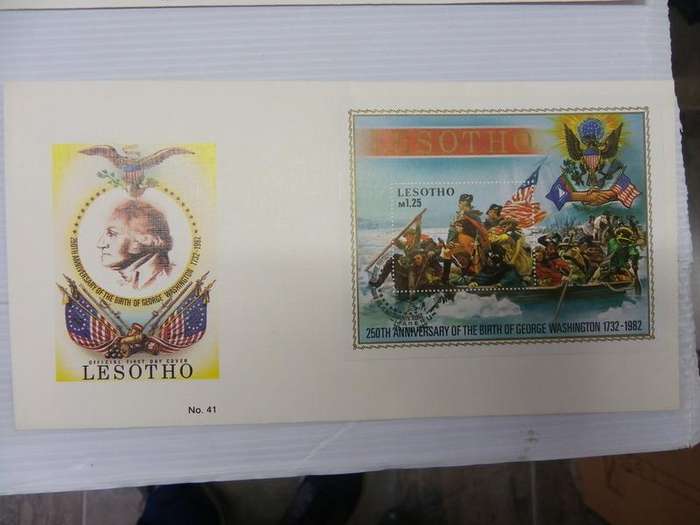 250TH ANNIVERSARY OF THE BIRTH OF GEORGE WASHINGTON 1732-1982
OFFICIAL FIRST DAY COVER
LESOTHO
No. 41
LESOTHO
LESOTHO
M1.25
250TH ANNIVERSARY OF THE BIRTH OF GEORGE WASHINGTON 1732-1982